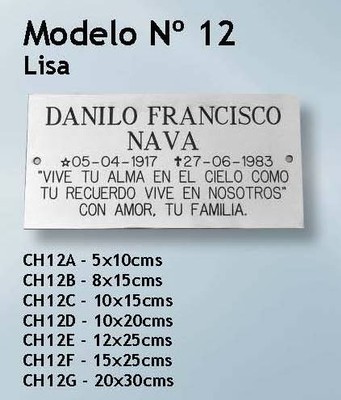 Modelo Nº 12
Lisa
DANILO FRANCISCO
NAVA
☆05-04-1917 ✝27-06-1983
"VIVE TU ALMA EN EL CIELO COMO
TU RECUERDO VIVE EN NOSOTROS"
CON AMOR, TU FAMILIA.
CH12A - 5x10cms
CH12B - 8x15cms
CH12C - 10x15cms
CH12D - 10x20cms
CH12E - 12x25cms
CH12F - 15x25cms
CH12G - 20x30cms